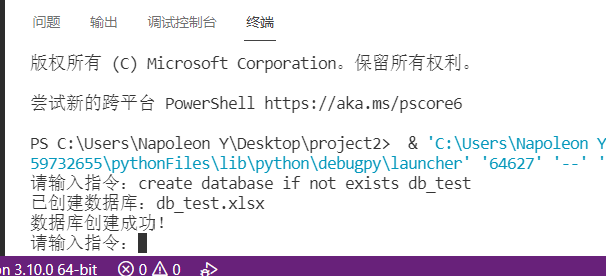 问题 输出 调试控制台 终端
版权所有 (C) Microsoft Corporation。保留所有权利。
尝试新的跨平台 PowerShell https://aka.ms/pscore6
PS C:\Users\Napoleon Y\Desktop\project2>  & 'C:\Users\Napoleon Y
59732655\pythonFiles\lib\python\debugpy\launcher' '64627' '--' '
请输入指令：create database if not exists db_test
已创建数据库：db_test.xlsx
数据库创建成功!
请输入指令：
n 3.10.0 64-bit 0 0